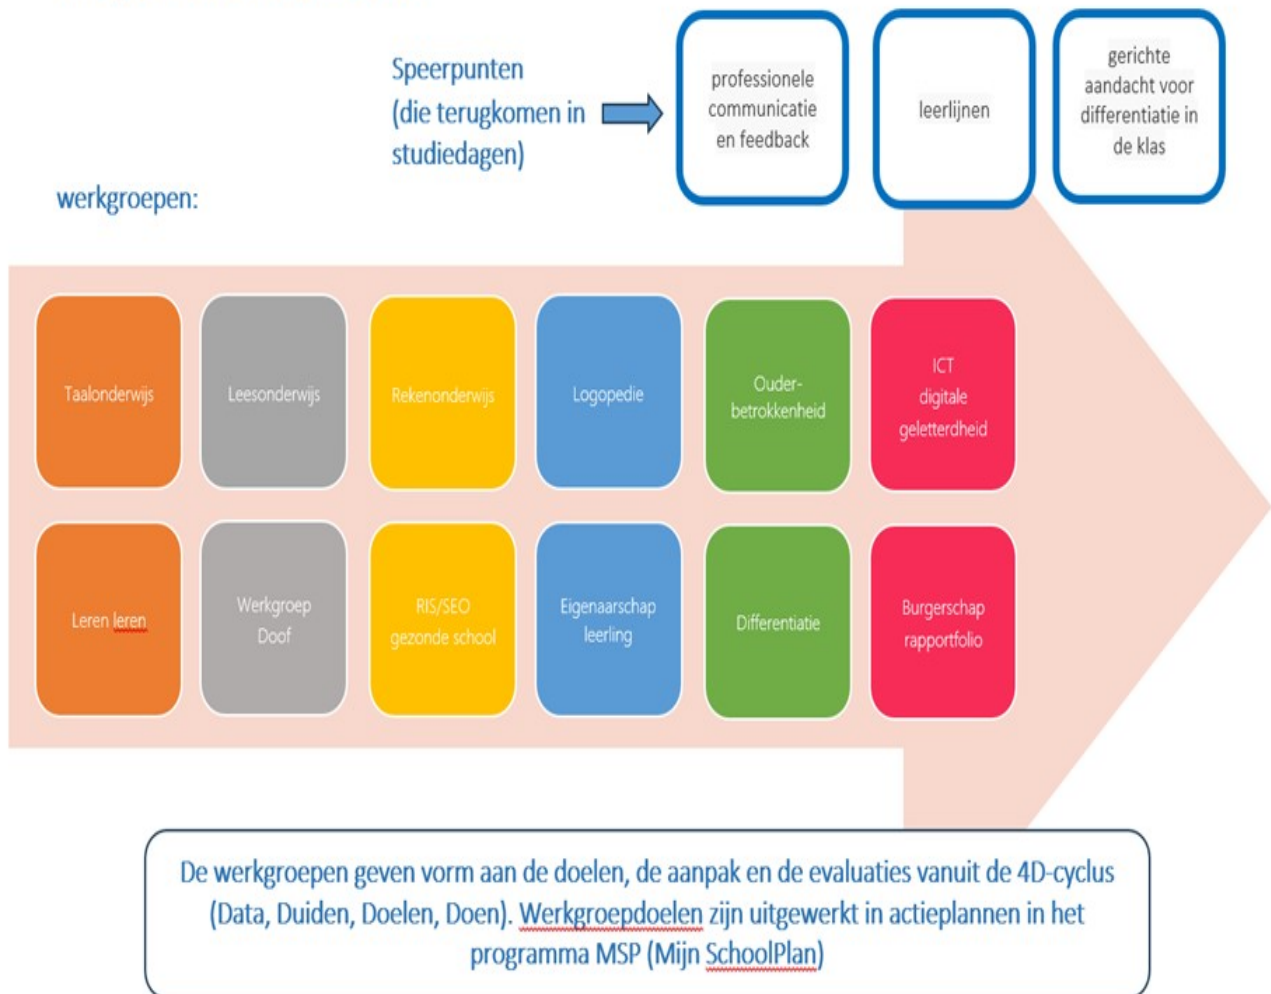 Speerpunten
(die terugkomen in
studiedagen)
professionele
communicatie
en feedback
leerlijnen
gerichte
aandacht voor
differentiatie in
de klas
werkgroepen:
Taalonderwijs
Leesonderwijs
Rekenonderwijs
Logopedie
Ouder-
betrokkenheid
ICT
digitale
geletterdheid
Leren leren
Werkgroep
Doof
RIS/SEO
gezonde school
Eigenaarschap
leerling
Differentiatie
Burgerschap
rapportfolio
De werkgroepen geven vorm aan de doelen, de aanpak en de evaluaties vanuit de 4D-cyclus
(Data, Duiden, Doelen, Doen). Werkgroepdoelen zijn uitgewerkt in actieplannen in het
programma MSP (Mijn SchoolPlan)